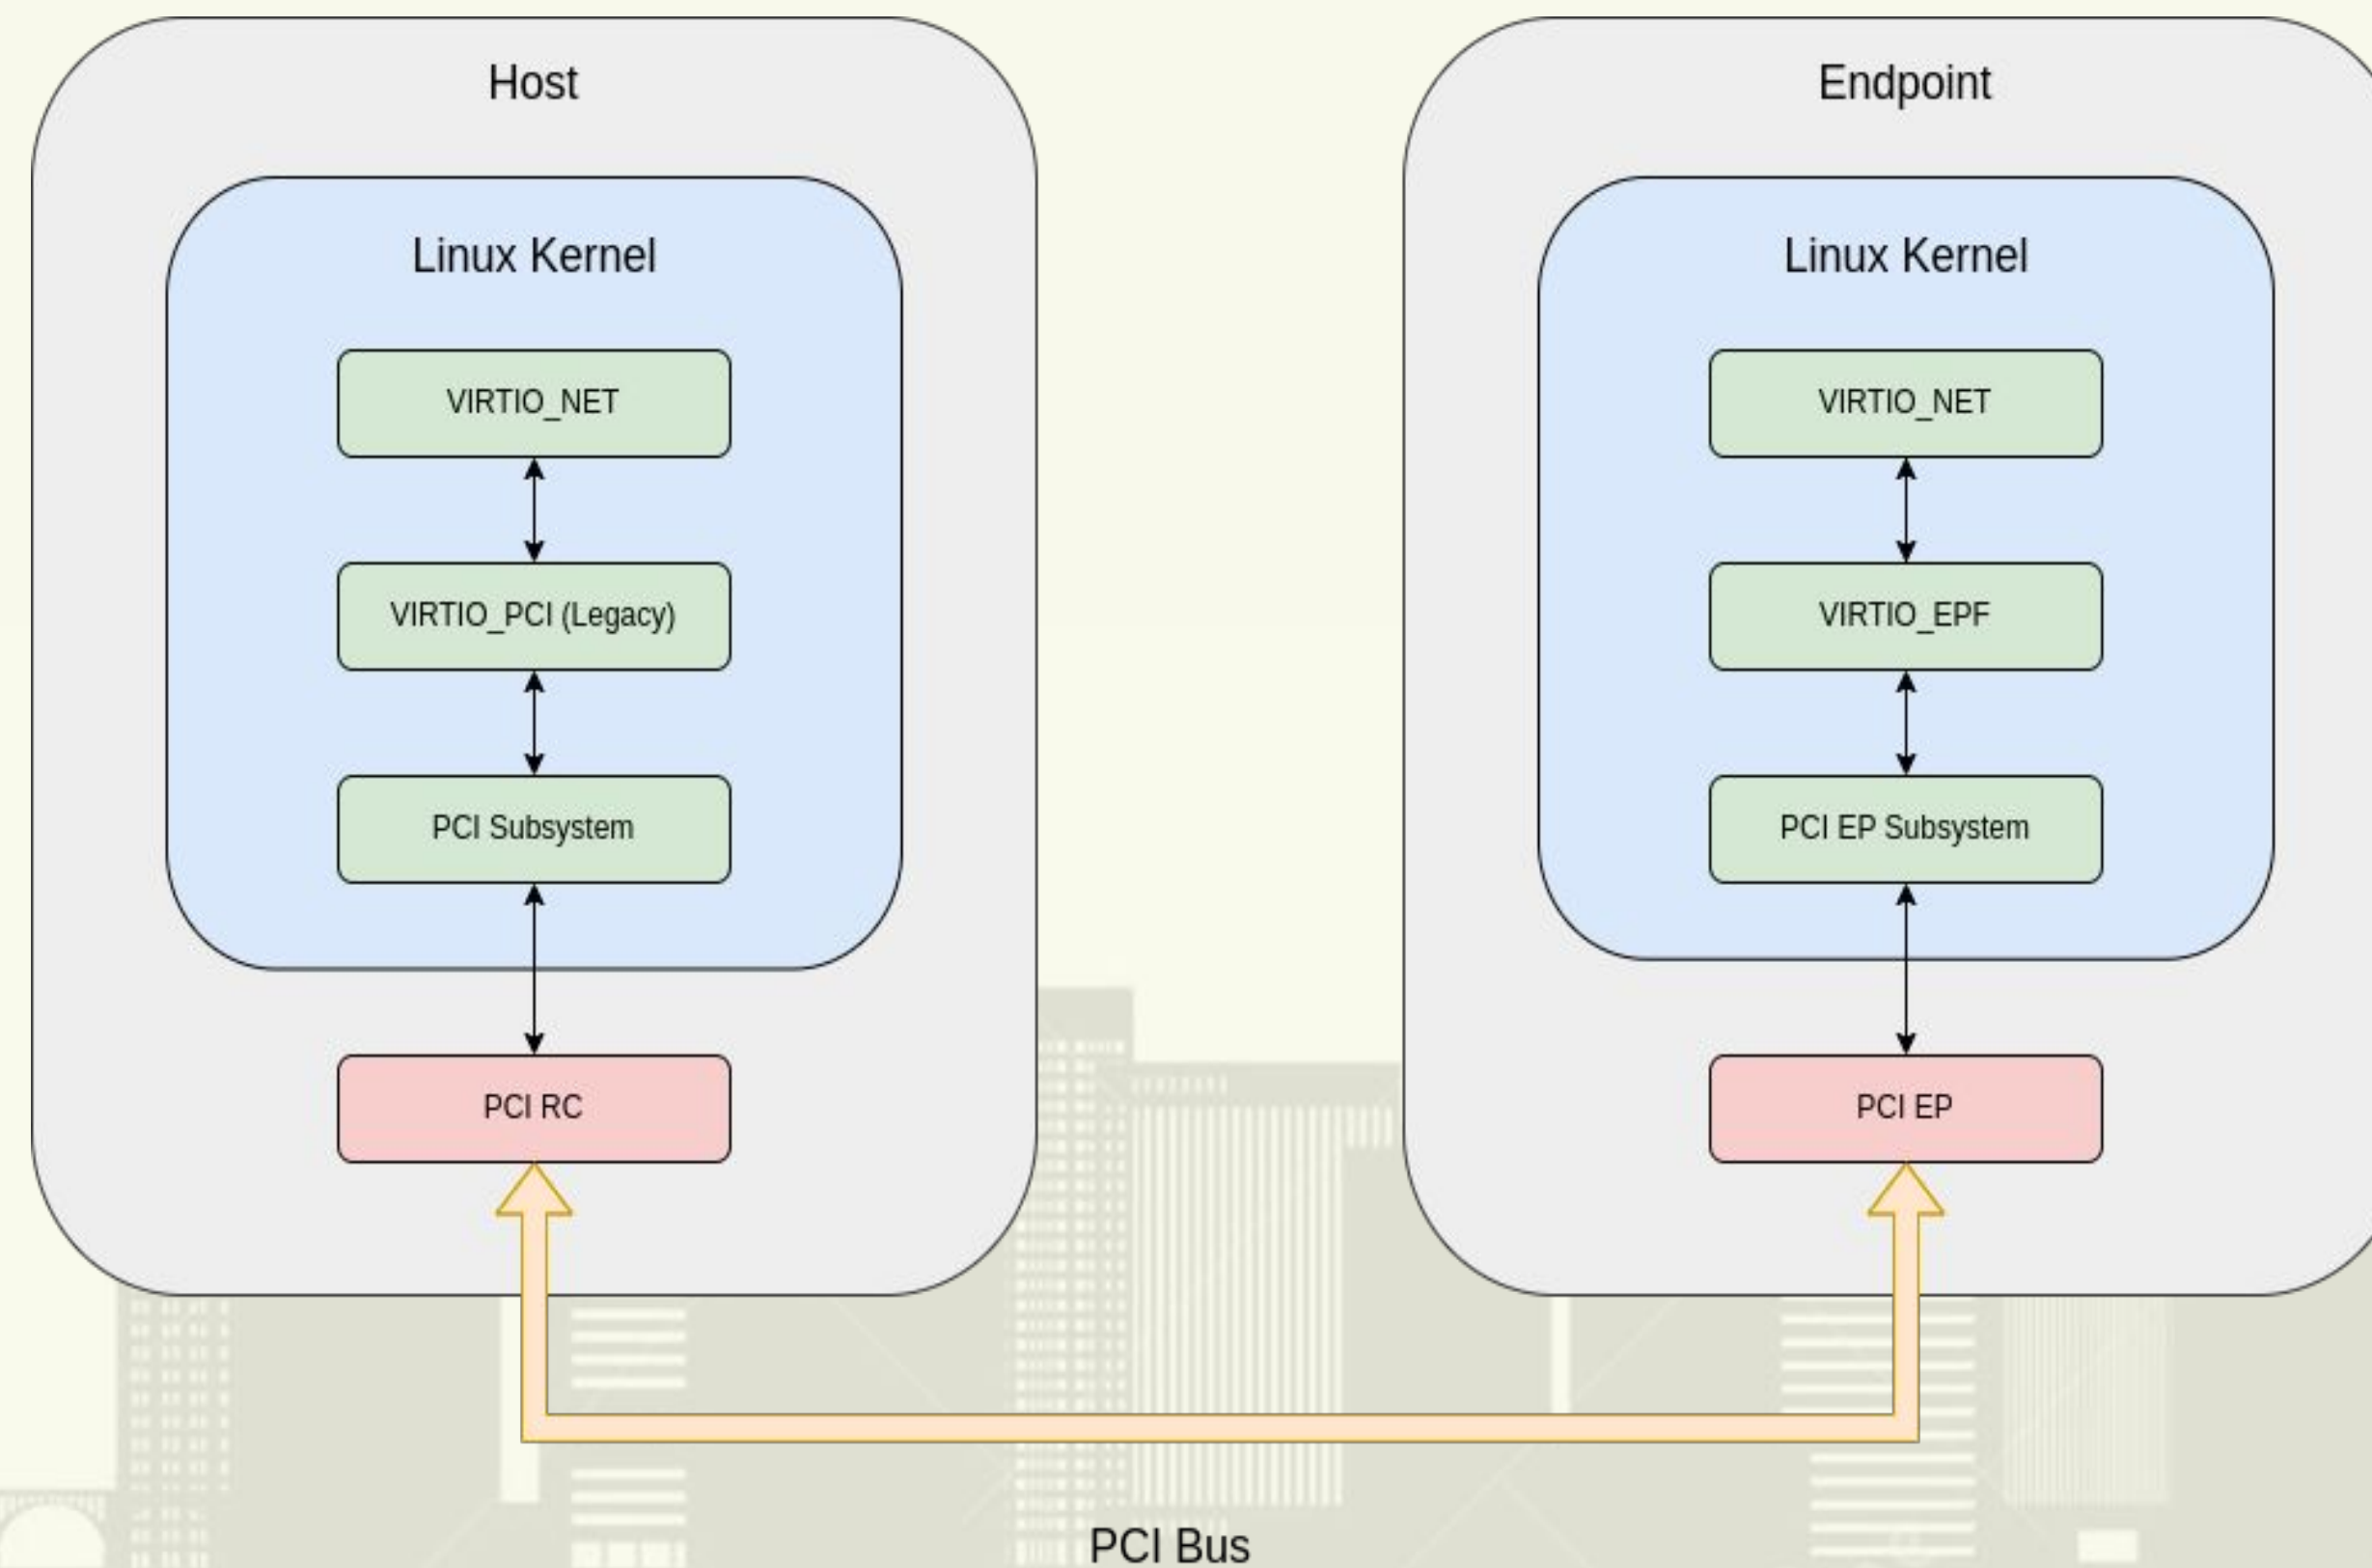 Host
Linux Kernel
VIRTIO_NET
VIRTIO_PCI (Legacy)
PCI Subsystem
PCI RC
Endpoint
Linux Kernel
VIRTIO_NET
VIRTIO_EPF
PCI EP Subsystem
PCI EP
PCI Bus